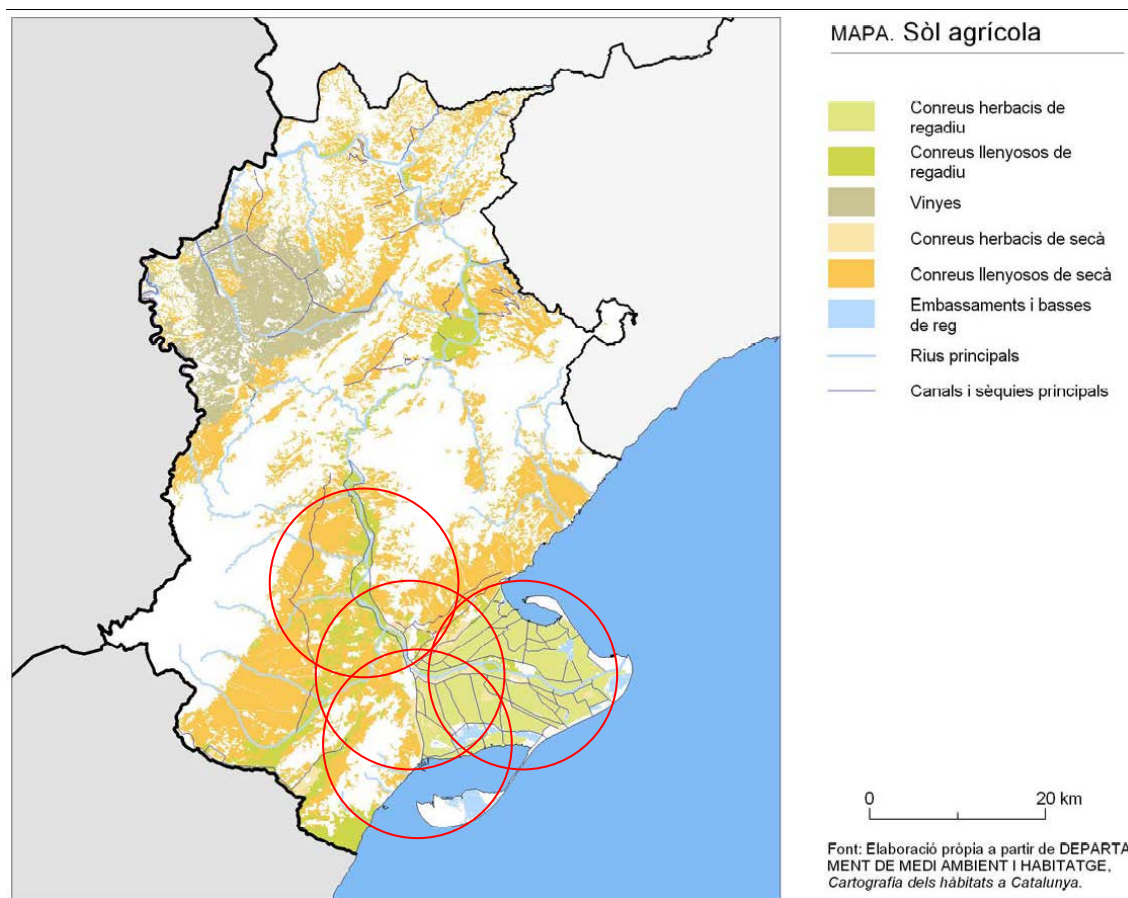 MAPA. Sòl agrícola
Conreus herbacis de
regadiu
Conreus llenyosos de
regadiu
Vinyes
Conreus herbacis de secà
Conreus llenyosos de secà
Embassaments i basses
de reg
Rius principals
Canals i sèquies principals
0 20 km
Font: Elaboració pròpia a partir de DEPARTA
MENT DE MEDI AMBIENT I HABITATGE,
Cartografia dels hàbitats a Catalunya.